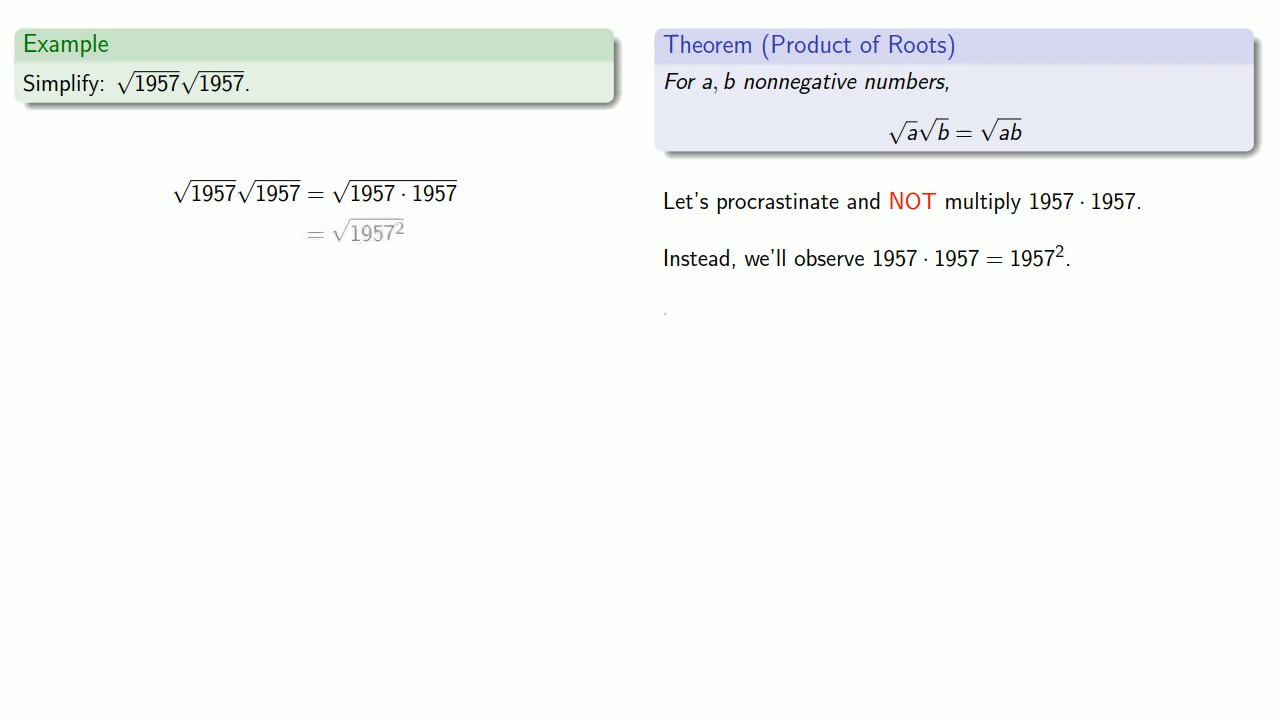 Example
Simplify: √1957√1957.
√1957√1957 = √1957 · 1957
= √1957²
Theorem (Product of Roots)
For a, b nonnegative numbers,
√a√b = √ab
Let's procrastinate and NOT multiply 1957 · 1957.
Instead, we'll observe 1957 · 1957 = 1957².